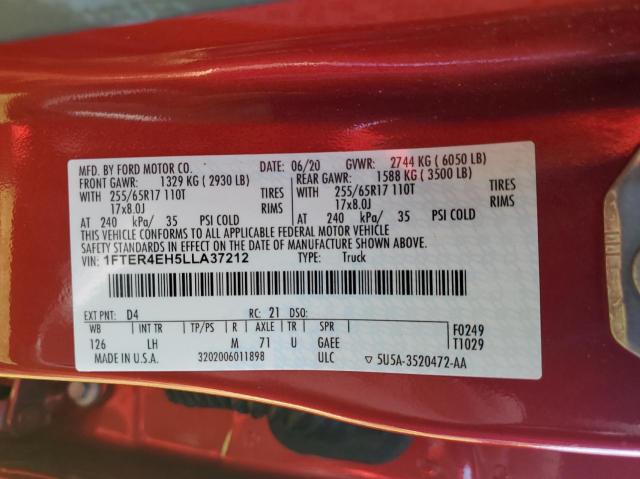 MFD. BY FORD MOTOR CO. DATE: 06/20 GVWR: 2744 KG ( 6050 LB)
FRONT GAWR: 1329 KG ( 2930 LB) REAR GAWR: 1588 KG ( 3500 LB)
WITH 255/65R17 110T TIRES WITH 255/65R17 110T TIRES
17x8.0J RIMS 17x8.0J RIMS
AT 240 kPa/ 35 PSI COLD AT 240 kPa/ 35 PSI COLD
THIS VEHICLE CONFORMS TO ALL APPLICABLE FEDERAL MOTOR VEHICLE
SAFETY STANDARDS IN EFFECT ON THE DATE OF MANUFACTURE SHOWN ABOVE.
VIN: 1FTER4EH5LLA37212 TYPE: Truck
EXT PNT: D4 RC: 21 DSO:
WB INT TR TP/PS R AXLE TR SPR F0249
126 LH M 71 U GAEE T1029
MADE IN U.S.A. 3202006011898 ULC ▽ 5U5A-3520472-AA